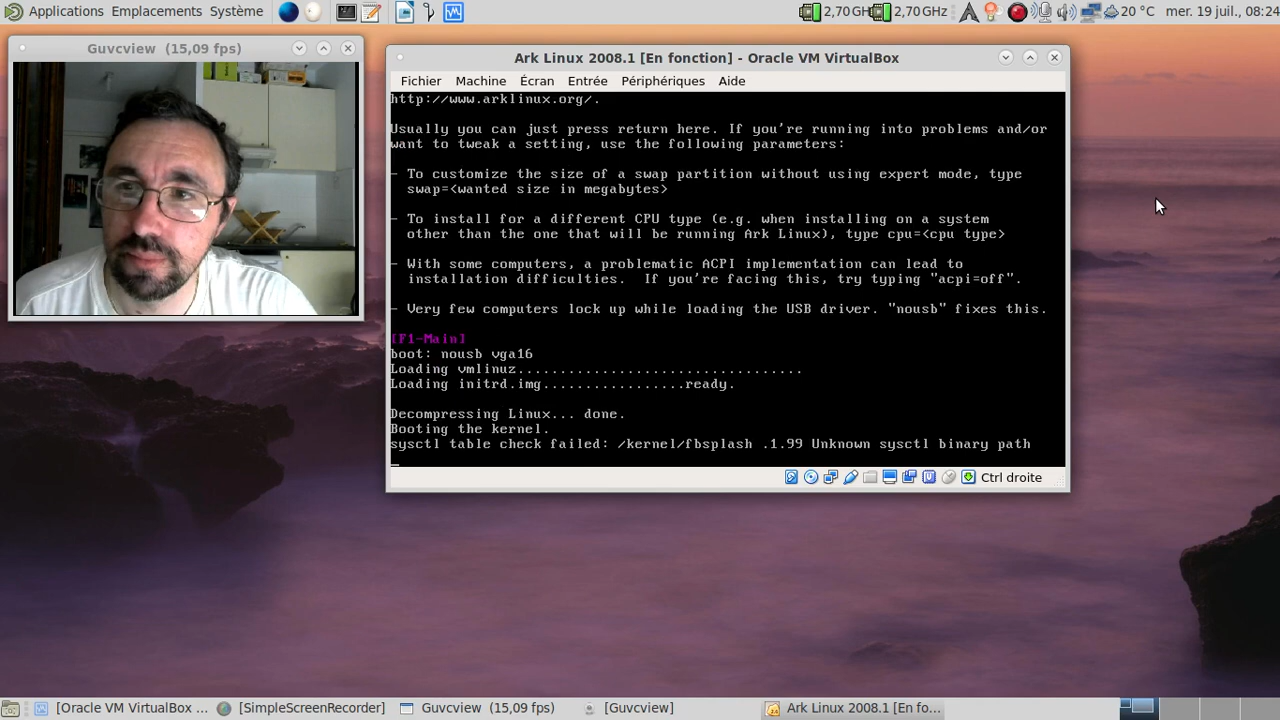 Applications Emplacements Système
2,70GH 2,70 GHz 20 °C mer. 19 juil., 08:24
Guvcview (15,09 fps)
Ark Linux 2008.1 [En fonction] - Oracle VM VirtualBox
Fichier Machine Écran Entrée Périphériques Aide
http://www.arklinux.org/.
Usually you can just press return here. If you're running into problems and/or
want to tweak a setting, use the following parameters:
- To customize the size of a swap partition without using expert mode, type
swap=<wanted size in megabytes>
- To install for a different CPU type (e.g. when installing on a system
other than the one that will be running Ark Linux), type cpu=<cpu type>
- With some computers, a problematic ACPI implementation can lead to
installation difficulties.  If you're facing this, try typing "acpi=off".
- Very few computers lock up while loading the USB driver. "nousb" fixes this.
[F1-Main]
boot: nousb vga16
Loading vmlinuz..................................
Loading initrd.img.................ready.
Decompressing Linux... done.
Booting the kernel.
sysctl table check failed: /kernel/fbsplash .1.99 Unknown sysctl binary path
_
Ctrl droite
[Oracle VM VirtualBox ... [SimpleScreenRecorder] Guvcview (15,09 fps) [Guvcview] Ark Linux 2008.1 [En fo...